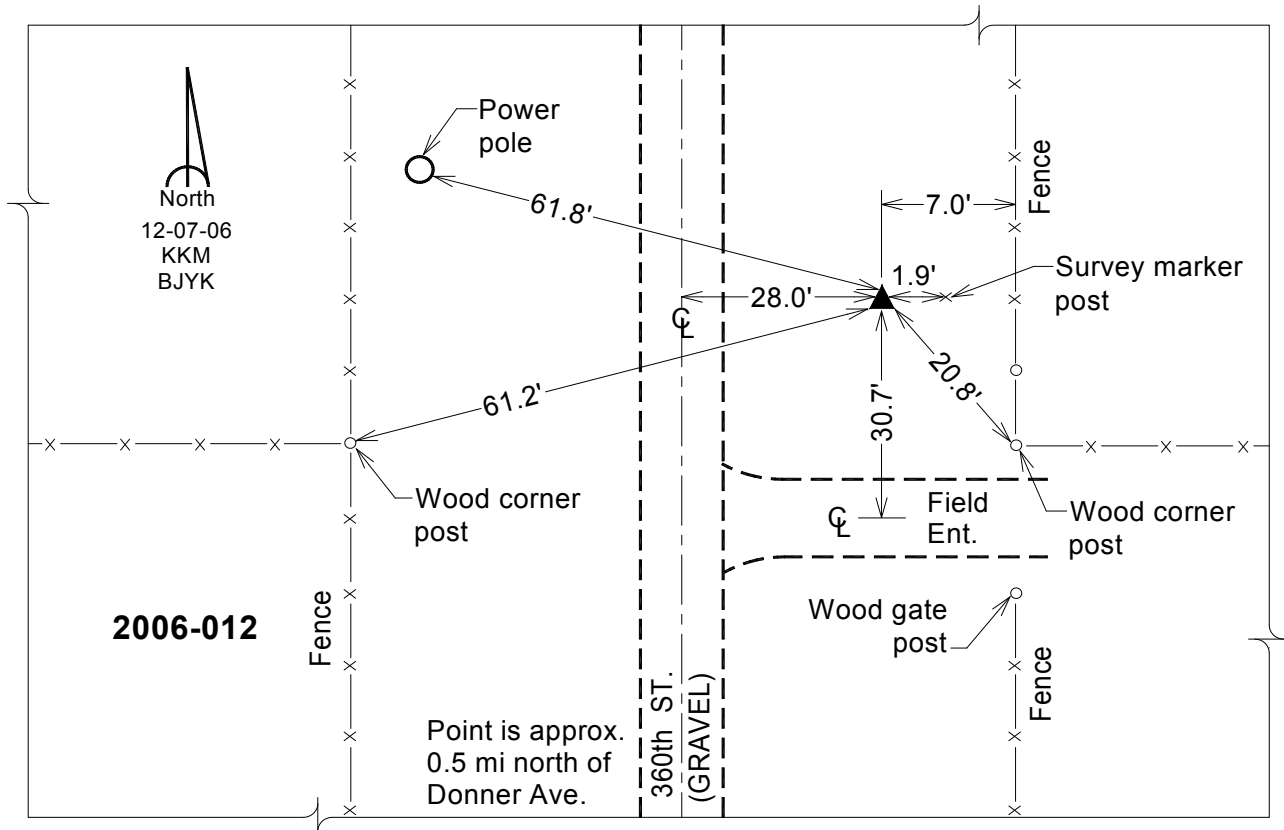 Power
pole
North
12-07-06
KKM
BJYK
61.8'
7.0'
Fence
1.9'
Survey marker
post
28.0'
℄
61.2'
20.8'
30.7'
Wood corner
post
℄
Field
Ent.
Wood corner
post
2006-012
Fence
Wood gate
post
Fence
360th ST.
(GRAVEL)
Point is approx.
0.5 mi north of
Donner Ave.